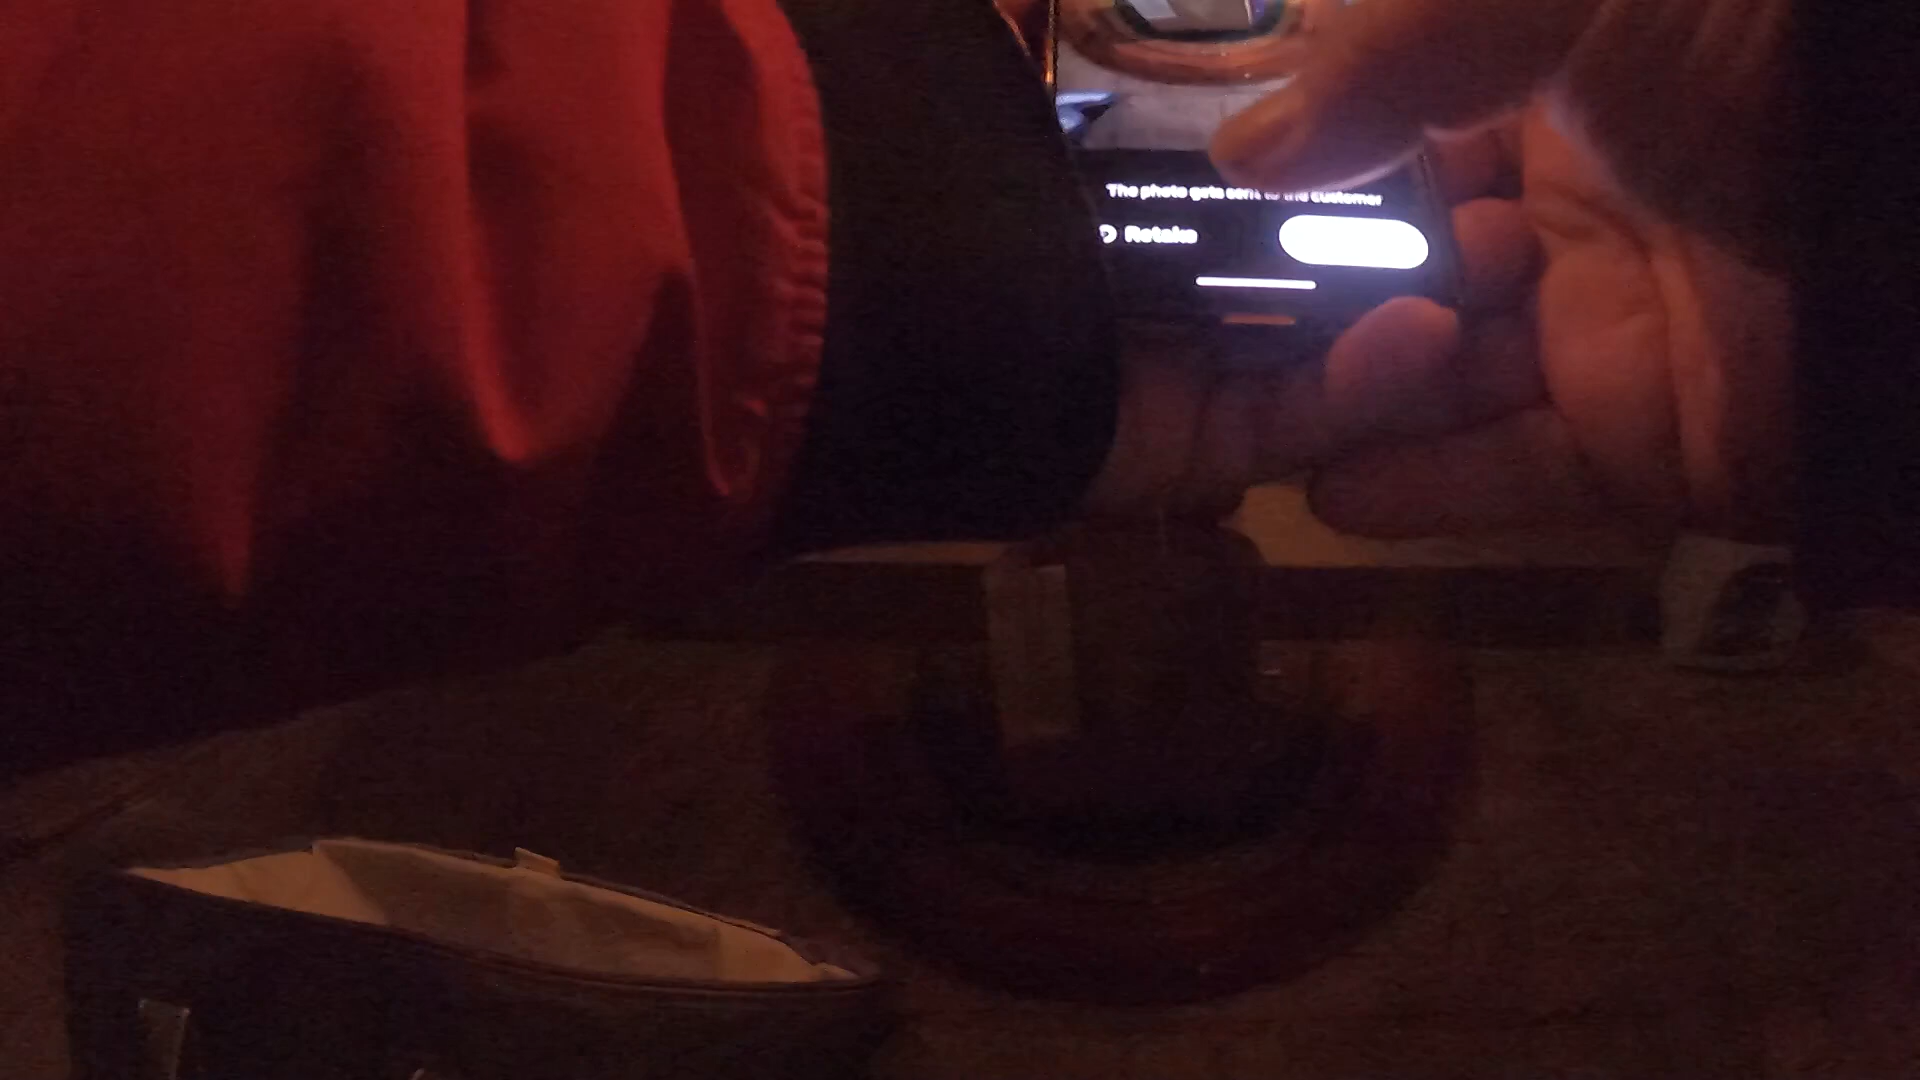 The photo gets sent to the customer
Retake